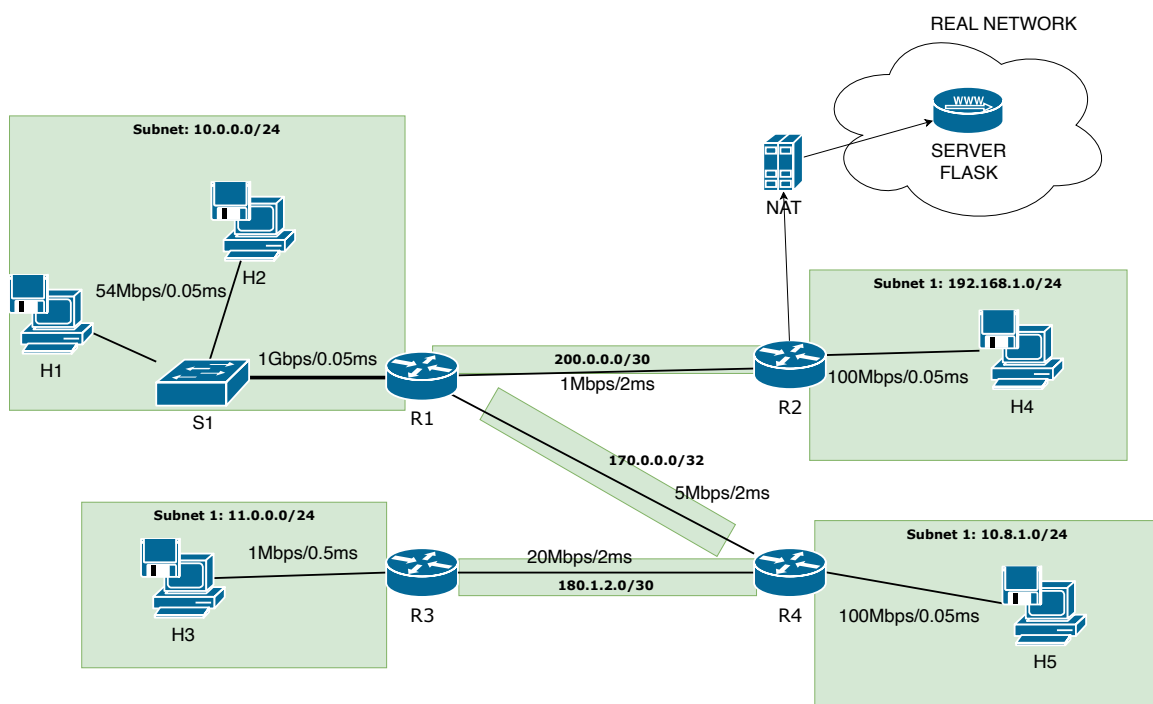 REAL NETWORK
WWW
SERVER
FLASK
NAT
Subnet: 10.0.0.0/24
H2
54Mbps/0.05ms
H1
1Gbps/0.05ms
S1
R1
200.0.0.0/30
1Mbps/2ms
R2
Subnet 1: 192.168.1.0/24
100Mbps/0.05ms
H4
170.0.0.0/32
5Mbps/2ms
Subnet 1: 11.0.0.0/24
1Mbps/0.5ms
H3
R3
20Mbps/2ms
180.1.2.0/30
R4
Subnet 1: 10.8.1.0/24
100Mbps/0.05ms
H5